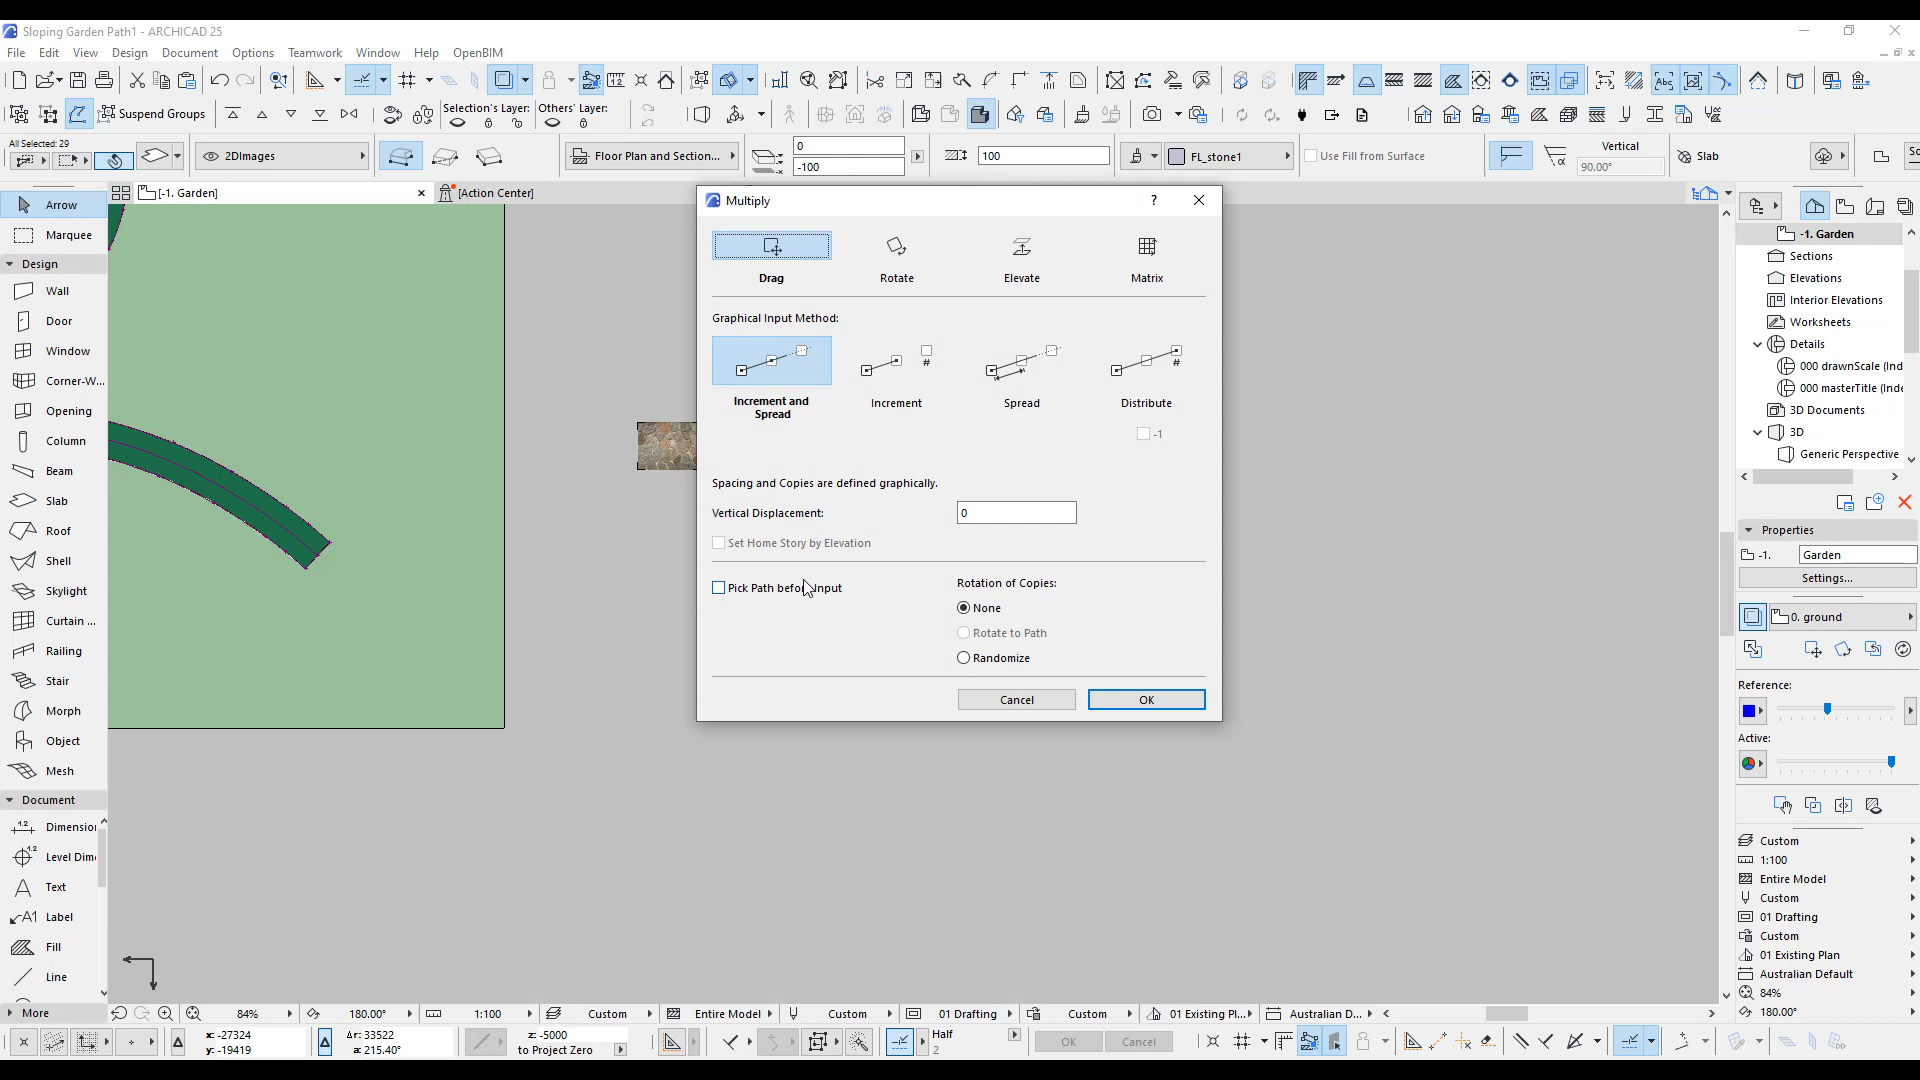 Sloping Garden Path1 - ARCHICAD 25
File Edit View Design Document Options Teamwork Window Help OpenBIM
Suspend Groups
Selection's Layer: Others' Layer:
All Selected: 29
2DImages
Floor Plan and Section...
0
-100
100
FL_stone1
Use Fill from Surface
Vertical
90.00°
Slab
[-1. Garden]
[Action Center]
Arrow
Marquee
Design
Wall
Door
Window
Corner-W...
Opening
Column
Beam
Slab
Roof
Shell
Skylight
Curtain ...
Railing
Stair
Morph
Object
Mesh
Document
Dimension
Level Dim
Text
A1 Label
Fill
Line
More
Multiply
?
Drag
Rotate
Elevate
Matrix
Graphical Input Method:
#
#
Increment and
Spread
Increment
Spread
Distribute
-1
Spacing and Copies are defined graphically.
Vertical Displacement:
0
Set Home Story by Elevation
Pick Path before Input
Rotation of Copies:
None
Rotate to Path
Randomize
Cancel
OK
-1. Garden
Sections
Elevations
Interior Elevations
Worksheets
Details
000 drawnScale (Ind
000 masterTitle (Inde
3D Documents
3D
Generic Perspective
Properties
-1.
Garden
Settings...
0. ground
Reference:
Active:
Custom
1:100
Entire Model
Custom
01 Drafting
Custom
01 Existing Plan
Australian Default
84%
180.00°
84%
180.00°
1:100
Custom
Entire Model
Custom
01 Drafting
Custom
01 Existing Pl...
Australian D...
x: -27324
y: -19419
Δr: 33522
a: 215.40°
z: -5000
to Project Zero
Half
2
OK
Cancel